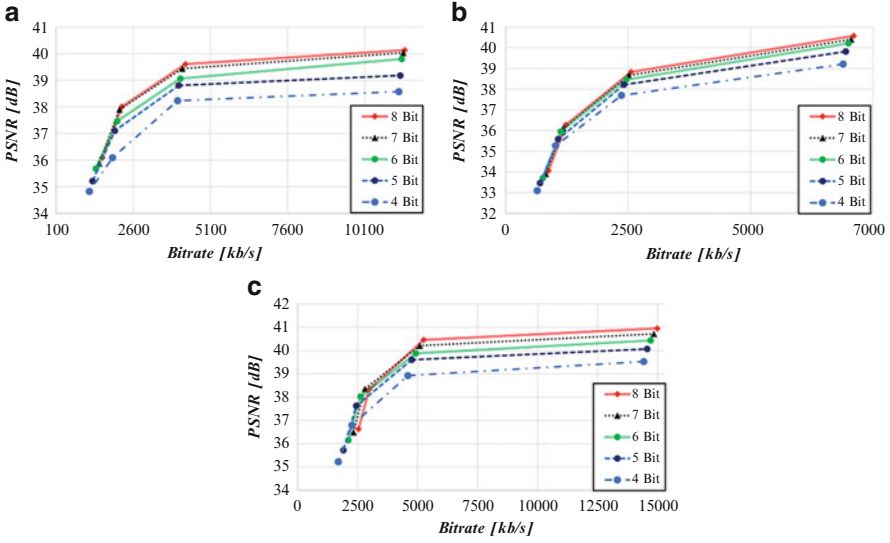 a
41
40
39
38
37
36
35
34
PSNR [dB]
100
2600
5100
7600
10100
Bitrate [kb/s]
8 Bit
7 Bit
6 Bit
5 Bit
4 Bit
b
41
40
39
38
37
36
35
34
33
32
PSNR [dB]
0
2500
5000
7000
Bitrate [kb/s]
8 Bit
7 Bit
6 Bit
5 Bit
4 Bit
c
42
41
40
39
38
37
36
35
34
PSNR [dB]
0
2500
5000
7500
10000
12500
15000
Bitrate [kb/s]
8 Bit
7 Bit
6 Bit
5 Bit
4 Bit